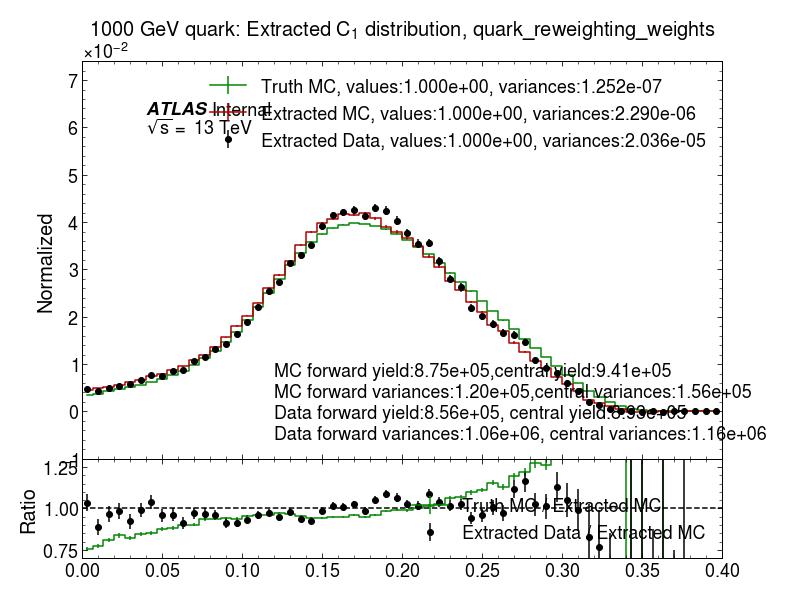 1000 GeV quark: Extracted C₁ distribution, quark_reweighting_weights
×10⁻²
Truth MC, values:1.000e+00, variances:1.252e-07
ATLAS Internal
Extracted MC, values:1.000e+00, variances:2.290e-06
√s = 13 TeV
Extracted Data, values:1.000e+00, variances:2.036e-05
Normalized
7
6
5
4
3
2
1
0
MC forward yield:8.75e+05,central yield:9.41e+05
MC forward variances:1.20e+05,central variances:1.56e+05
Data forward yield:8.56e+05, central yield:8.93e+05
Data forward variances:1.06e+06, central variances:1.16e+06
Ratio
1.25
1.00
0.75
Truth MC / Extracted MC
Extracted Data / Extracted MC
0.00 0.05 0.10 0.15 0.20 0.25 0.30 0.35 0.40